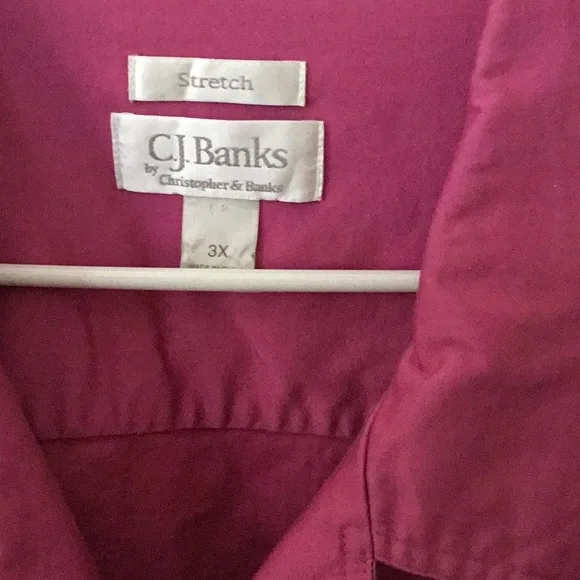 Stretch
C.J. Banks
by Christopher & Banks
3X